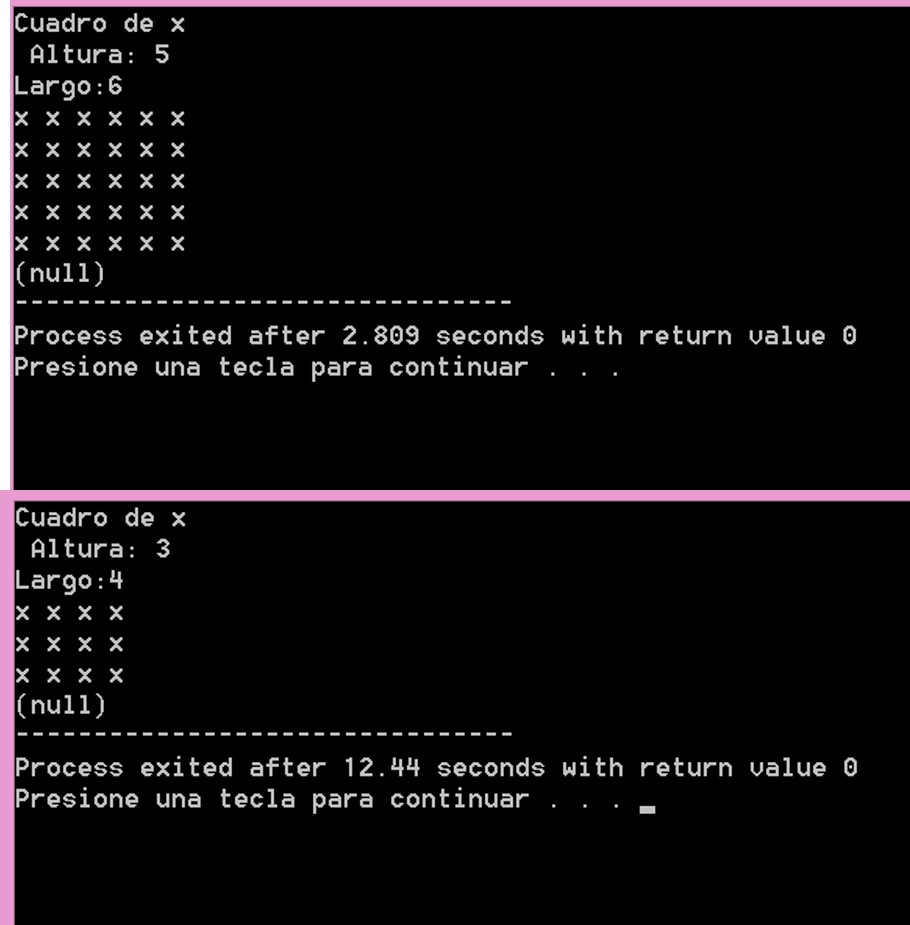 Cuadro de x
 Altura: 5
Largo:6
x x x x x x
x x x x x x
x x x x x x
x x x x x x
x x x x x x
(null)
--------------------------------
Process exited after 2.809 seconds with return value 0
Presione una tecla para continuar . . .
Cuadro de x
 Altura: 3
Largo:4
x x x x
x x x x
x x x x
(null)
--------------------------------
Process exited after 12.44 seconds with return value 0
Presione una tecla para continuar . . . _